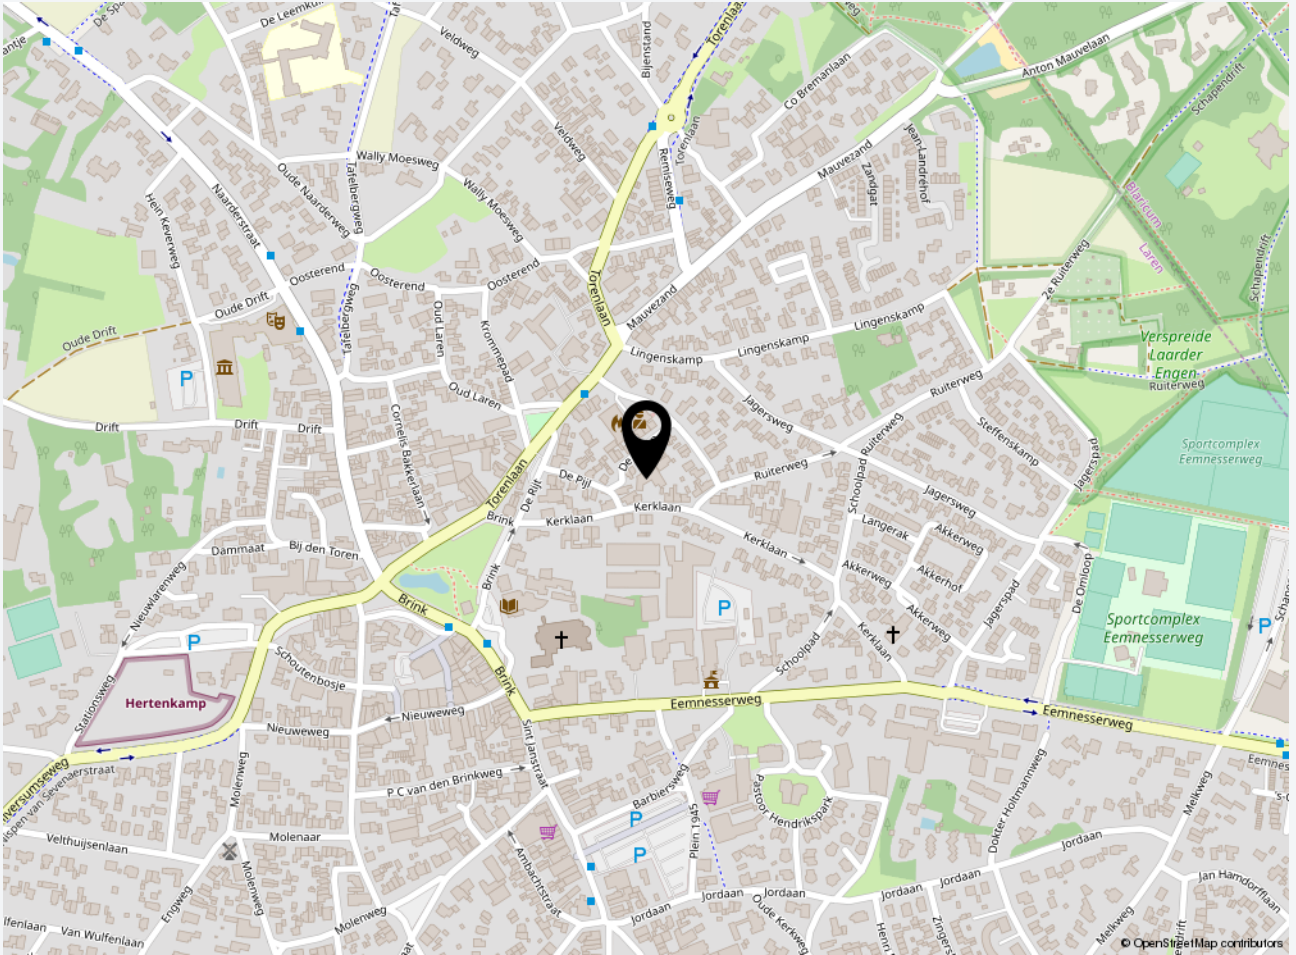 De Leemku
Taf
Torenlaan
Veldweg
Bijenstand
Anton Mauvelaan
Co Bremanlaan
Schapendrift
Torenlaan
Veldweg
Wally Moesweg
Oude Naarderweg
Tafelbergweg
Naarderstraat
Remiseweg
Mauvezand
Zandgat
Jean-Landrehof
Wally Moesweg
Hein Keverweg
Blaricum
Laren
2e Ruiterweg
Schapendrift
Oosterend
Oosterend
Oosterend
Oude Drift
Oude Drift
Tafelbergweg
Oud Laren
Krommepad
Torenlaan
Mauvezand
Lingenskamp
Lingenskamp
Lingenskamp
Verspreide
Laarder
Engen
Ruiterweg
P
Oud Laren
Ruiterweg
Jagersweg
Steffenskamp
Drift
Drift
Drift
Cornelis Bakkerlaan
Ruiterweg
Schoolpad
Sportcomplex
Eemnesserweg
Jagerspad
Torenlaan
De Rijt
De Pijl
De
Ruiterweg
Jagersweg
Brink
Kerklaan
Kerklaan
Kerklaan
Langerak
Akkerweg
Akkerweg
Akkerhof
Akkerweg
Dammaat
Bij den Toren
Nieuwlarenweg
Brink
Brink
P
Jagerspad
De Omloop
Sportcomplex
Eemnesserweg
P
P
Schoutenbosje
Stationsweg
Hertenkamp
Brink
Schoolpad
Kerklaan
Eemnesserweg
Eemnesserweg
Nieuweweg
Nieuweweg
Sint Janstraat
Molenweg
P C van den Brinkweg
Barbiersweg
Plein 1945
Pastoor Hendrikspark
Dokter Holtmannweg
Melkweg
P
P
Velthuijsenlaan
Molenaar
Molenweg
Engweg
Ambachtstraat
Jordaan
Jordaan
Jordaan
Jordaan
Jordaan
Jordaan
Oude Kerkweg
Jan Hamdorfflaan
Van Wulfenlaan
Molenweg
Melkweg
© OpenStreetMap contributors